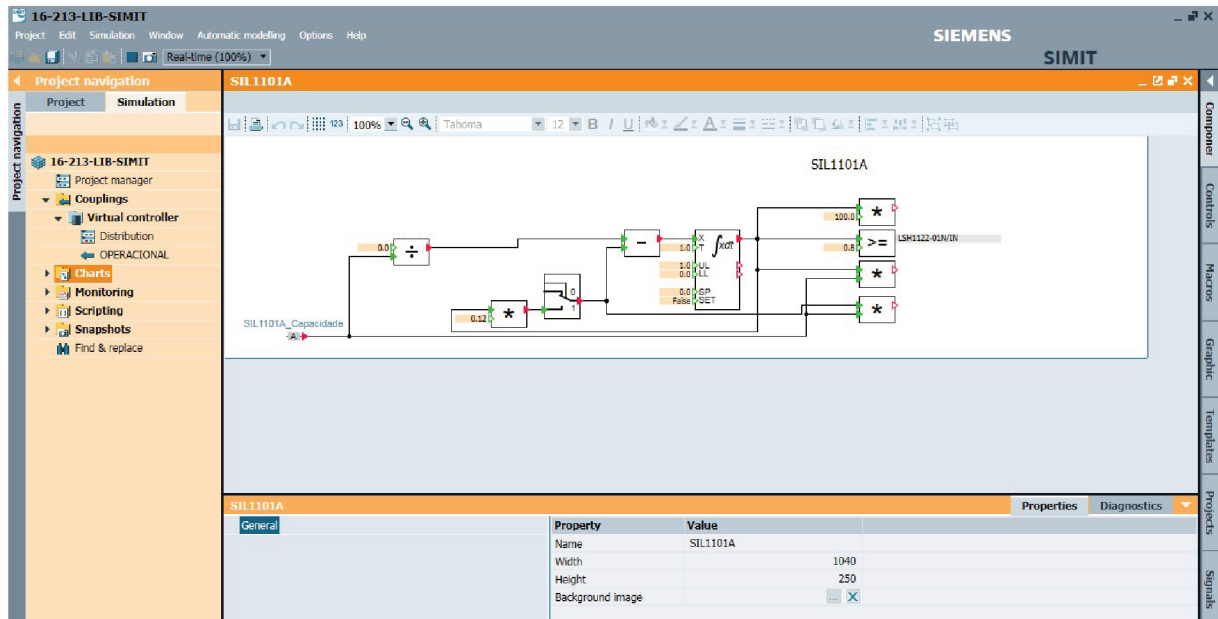 16-213-LIB-SIMIT
Project Edit Simulation Window Automatic modelling Options Help
SIEMENS
SIMIT
Real-time (100%)
Project navigation
Project navigation
Project Simulation
16-213-LIB-SIMIT
Project manager
Couplings
Virtual controller
Distribution
OPERACIONAL
Charts
Monitoring
Scripting
Snapshots
Find & replace
SIL1101A
123 100% Tahoma 12 B I U A
SIL1101A
100.0 *
0.0 ÷
− 1.0 X T ∫xdt
0.8 >= LSH1122-01N/IN
1.0 UL
0.0 LL
*
0.0 SP
False SET
0
1
0.12 *
*
SIL1101A_Capacidade
A
SIL1101A
Properties Diagnostics
General
Property Value
Name SIL1101A
Width 1040
Height 250
Background image ... X
Componer
Controls
Macros
Graphic
Templates
Projects
Signals